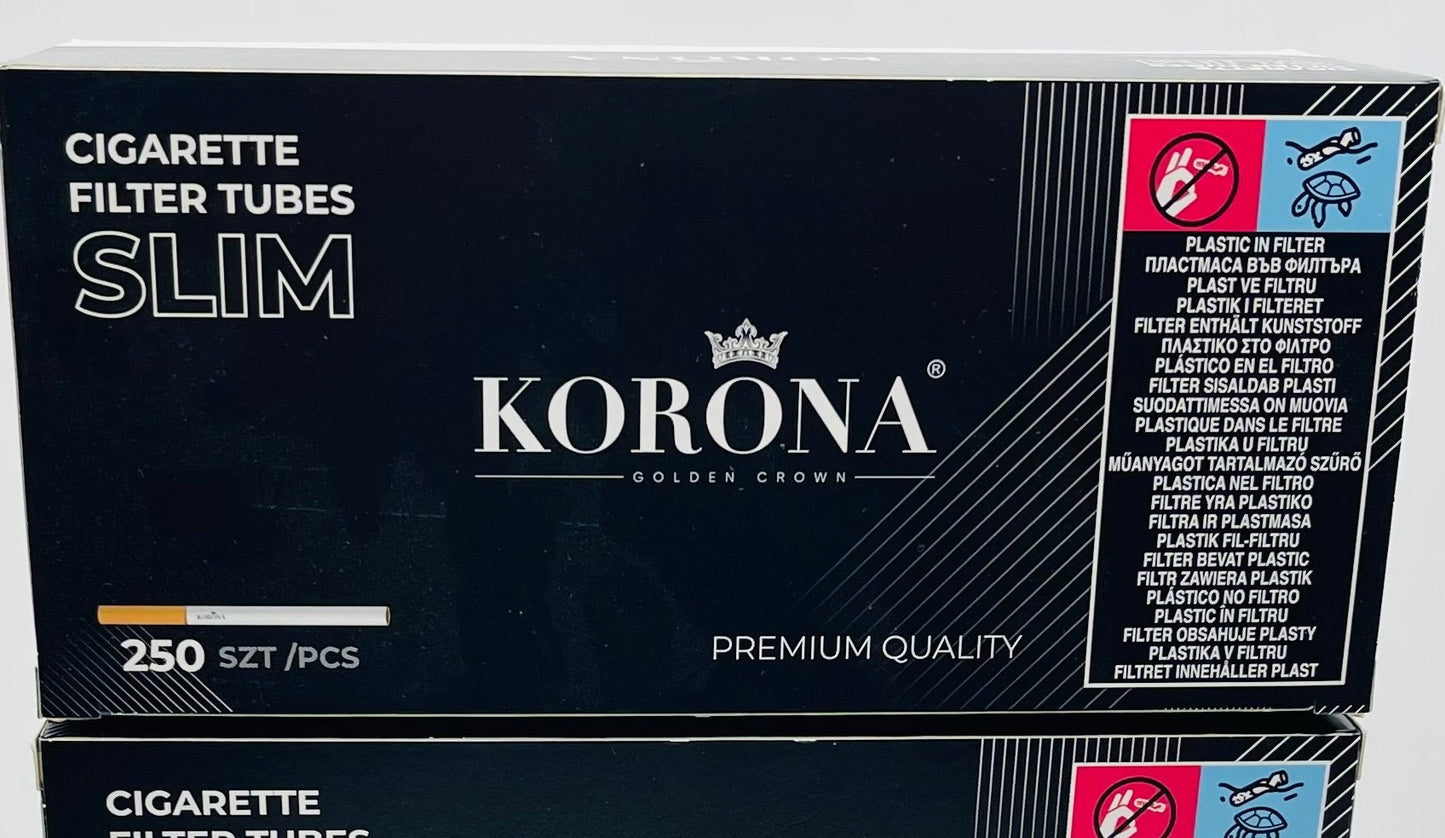 CIGARETTE
FILTER TUBES
SLIM
KORONA®
GOLDEN CROWN
KORONA
250 SZT /PCS
PREMIUM QUALITY
PLASTIC IN FILTER
ПЛАСТМАСА ВЪВ ФИЛТЪРА
PLAST VE FILTRU
PLASTIK I FILTERET
FILTER ENTHÄLT KUNSTSTOFF
ΠΛΑΣΤΙΚΟ ΣΤΟ ΦΙΛΤΡΟ
PLÁSTICO EN EL FILTRO
FILTER SISALDAB PLASTI
SUODATTIMESSA ON MUOVIA
PLASTIQUE DANS LE FILTRE
PLASTIKA U FILTRU
MŰANYAGOT TARTALMAZÓ SZŰRŐ
PLASTICA NEL FILTRO
FILTRE YRA PLASTIKO
FILTRA IR PLASTMASA
PLASTIK FIL-FILTRU
FILTER BEVAT PLASTIC
FILTR ZAWIERA PLASTIK
PLÁSTICO NO FILTRO
PLASTIC ÎN FILTRU
FILTER OBSAHUJE PLASTY
PLASTIKA V FILTRU
FILTRET INNEHÅLLER PLAST
CIGARETTE
FILTER TUBES